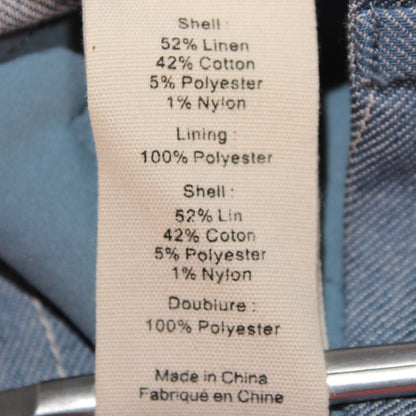 Shell :
52% Linen
42% Cotton
5% Polyester
1% Nylon
Lining :
100% Polyester
Shell :
52% Lin
42% Coton
5% Polyester
1% Nylon
Doublure :
100% Polyester
Made in China
Fabriqué en Chine